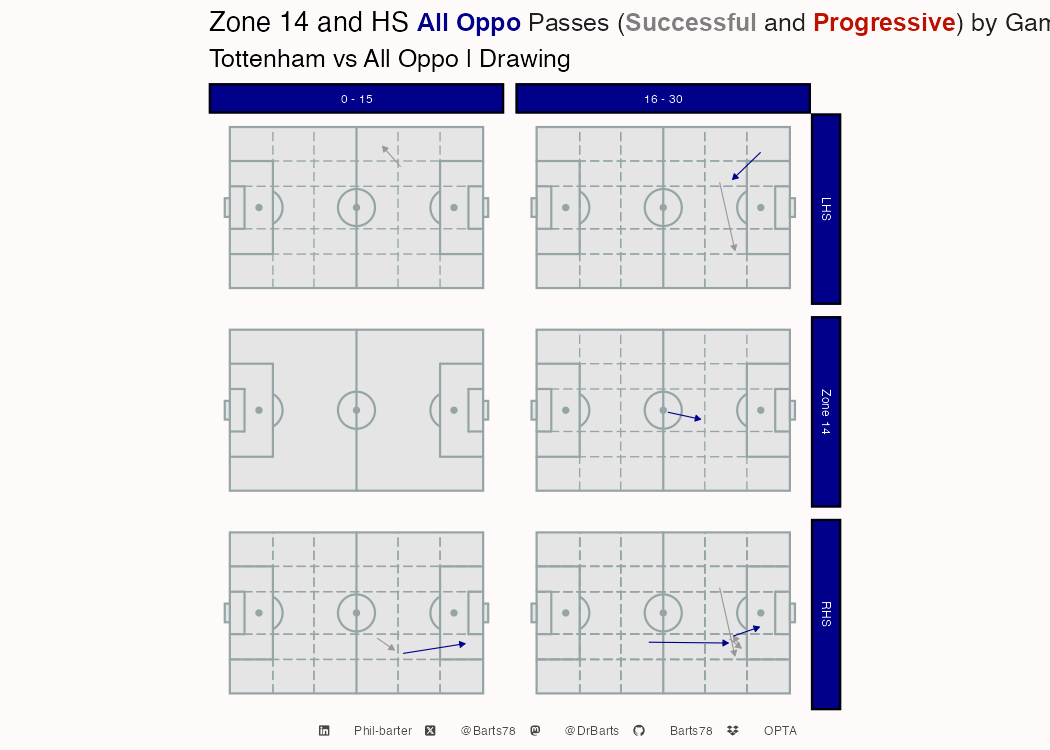 Zone 14 and HS All Oppo Passes (Successful and Progressive) by Gam
Tottenham vs All Oppo | Drawing
0 - 15
16 - 30
LHS
Zone 14
RHS
Phil-barter @Barts78 @DrBarts Barts78 OPTA